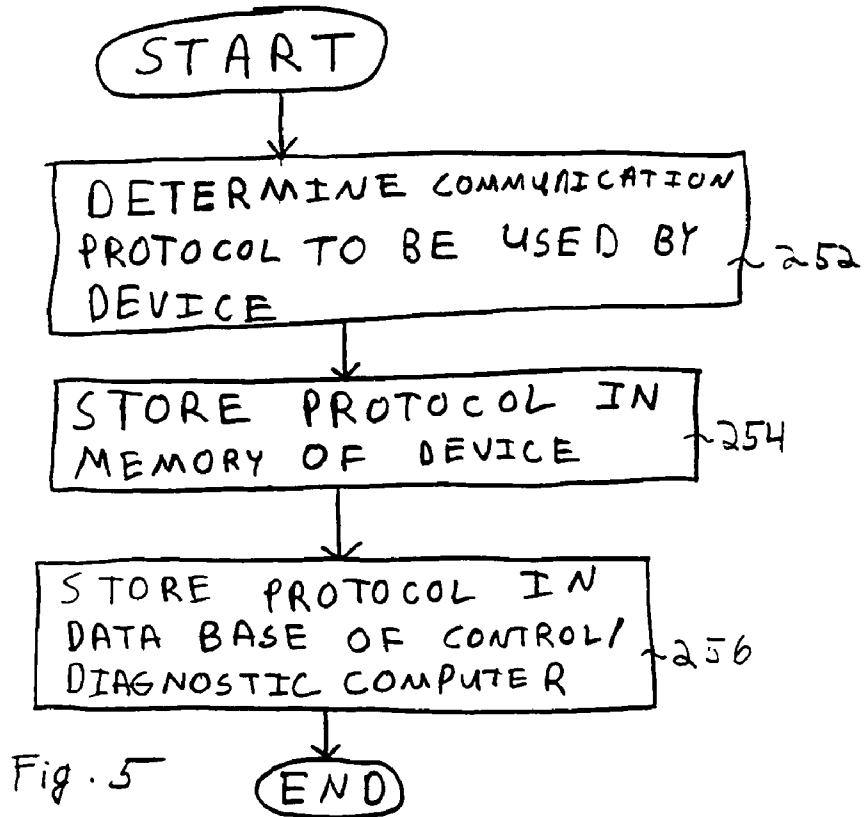 START
DETERMINE COMMUNICATION
PROTOCOL TO BE USED BY
DEVICE
252
STORE PROTOCOL IN
MEMORY OF DEVICE
254
STORE PROTOCOL IN
DATA BASE OF CONTROL/
DIAGNOSTIC COMPUTER
256
END
Fig. 5